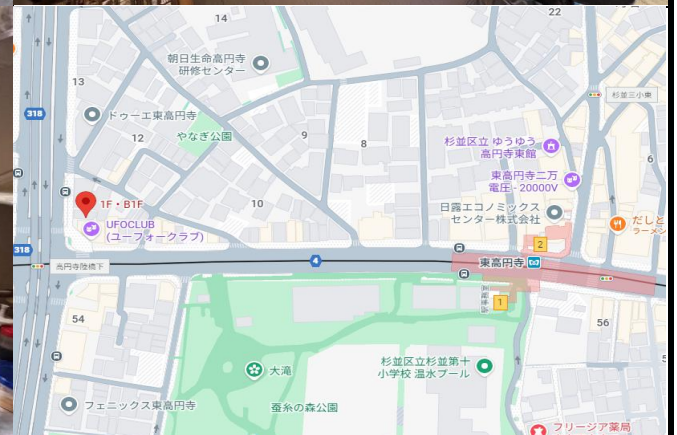 14
22
朝日生命高円寺
研修センター
13
杉並三小東
318
ドゥーエ東高円寺
12
やなぎ公園
9
8
杉並区立 ゆうゆう
高円寺東館
6
東高円寺二万
電圧 - 20000V
1F・B1F
10
日露エコノミックス
センター株式会社
UFOCLUB
(ユーフォークラブ)
だしと
ラーメン
2
318
高円寺陸橋下
4
東高円寺
1
54
56
大滝
杉並区立杉並第十
小学校 温水プール
フェニックス東高円寺
蚕糸の森公園
フリージア薬局